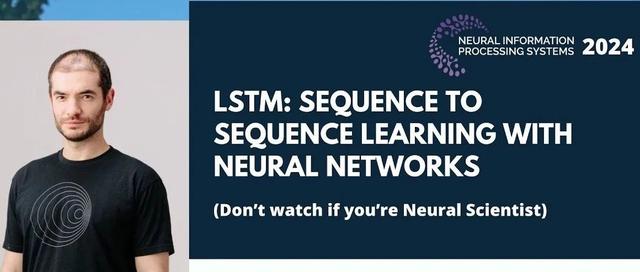 NEURAL INFORMATION
PROCESSING SYSTEMS 2024
LSTM: SEQUENCE TO
SEQUENCE LEARNING WITH
NEURAL NETWORKS
(Don’t watch if you’re Neural Scientist)